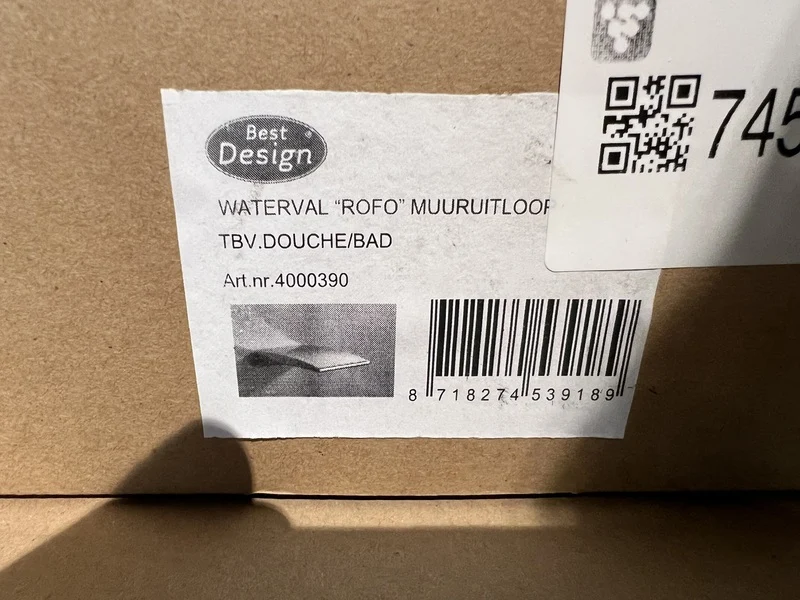 Best
Design
WATERVAL "ROFO" MUURUITLOOP
TBV.DOUCHE/BAD
Art.nr.4000390
8 718274 539189
745